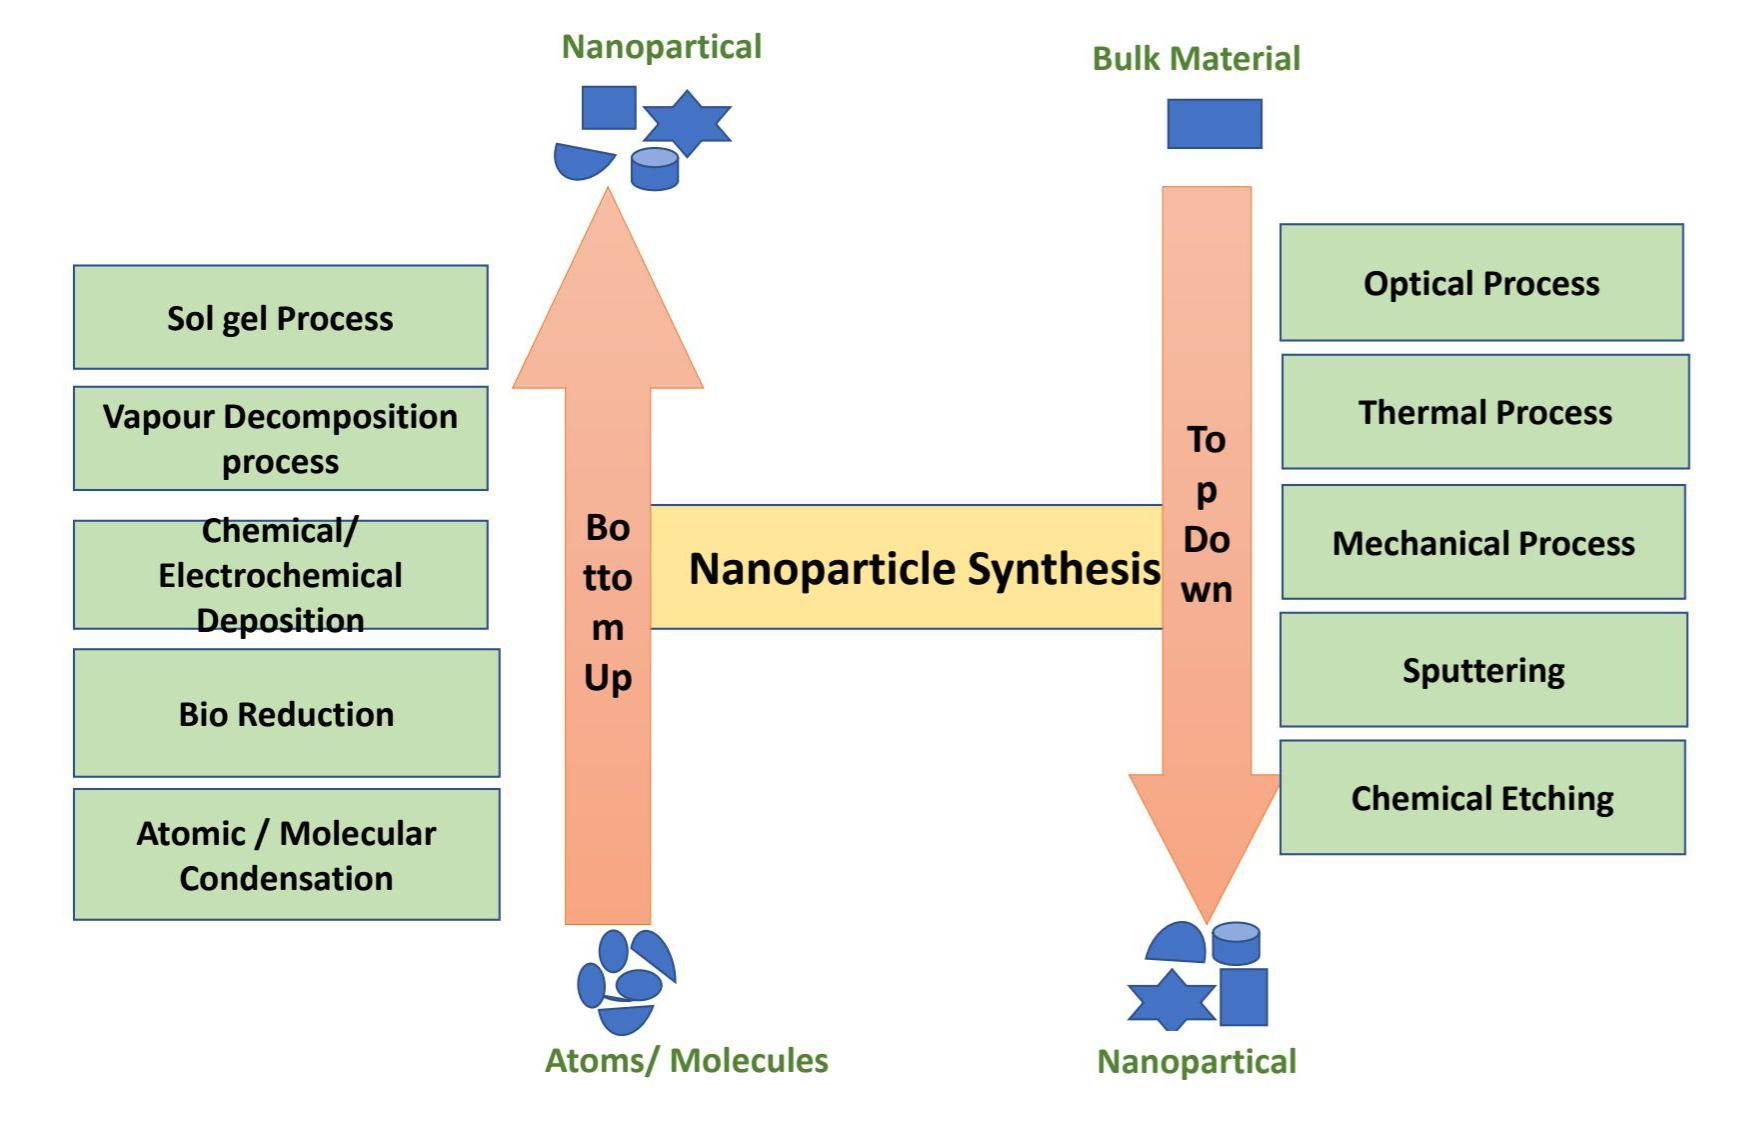 Nanopartical
Bulk Material
Sol gel Process
Vapour Decomposition
process
Chemical/
Electrochemical
Deposition
Bio Reduction
Atomic / Molecular
Condensation
Bo
tto
m
Up
Nanoparticle Synthesis
To
p
Do
wn
Optical Process
Thermal Process
Mechanical Process
Sputtering
Chemical Etching
Atoms/ Molecules
Nanopartical